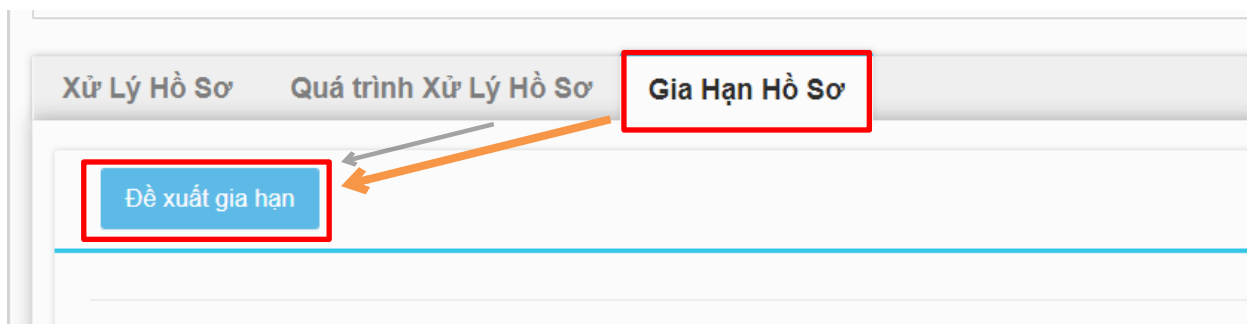 Xử Lý Hồ Sơ Quá trình Xử Lý Hồ Sơ Gia Hạn Hồ Sơ
Đề xuất gia hạn